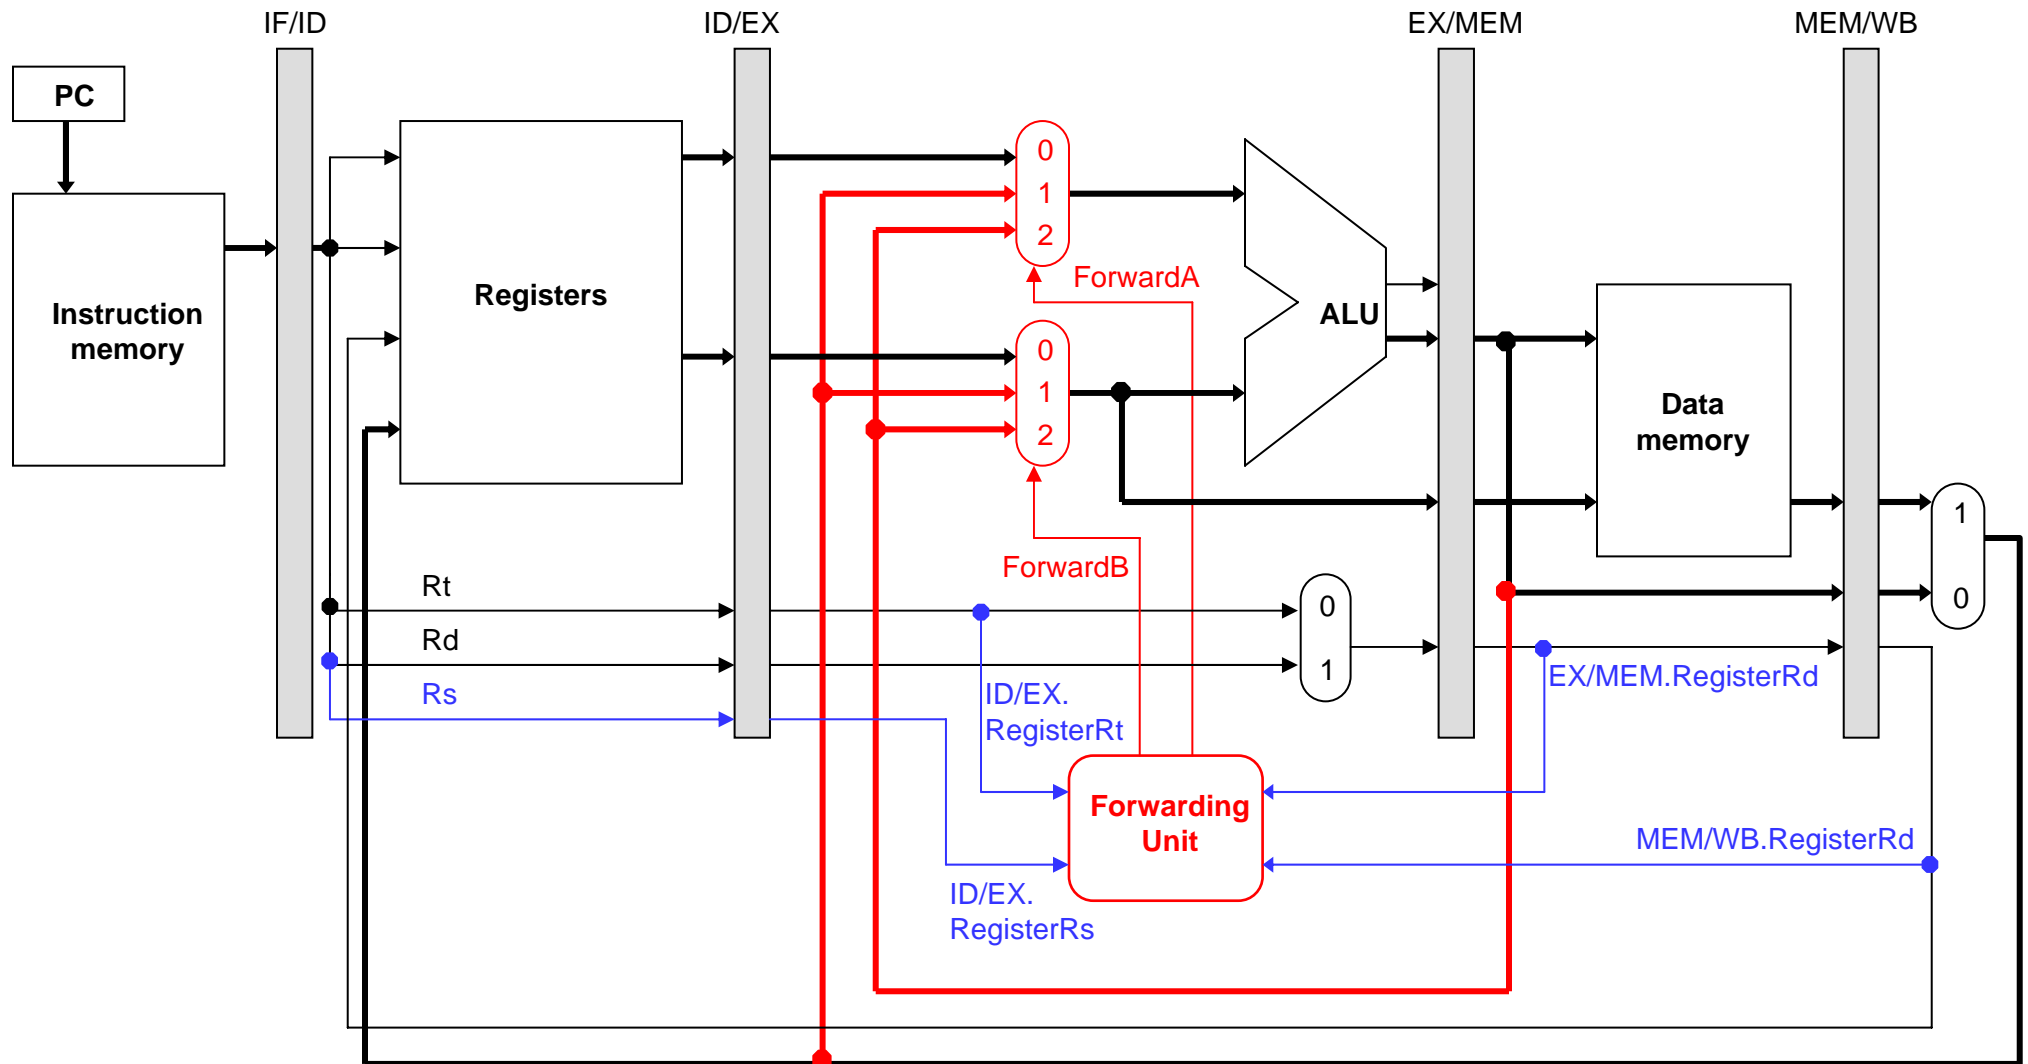 IF/ID
ID/EX
EX/MEM
MEM/WB
PC
Instruction
memory
Registers
0
1
2
ForwardA
0
1
2
ForwardB
ALU
Data
memory
1
0
Rt
Rd
Rs
0
1
ID/EX.
RegisterRt
EX/MEM.RegisterRd
Forwarding
Unit
MEM/WB.RegisterRd
ID/EX.
RegisterRs